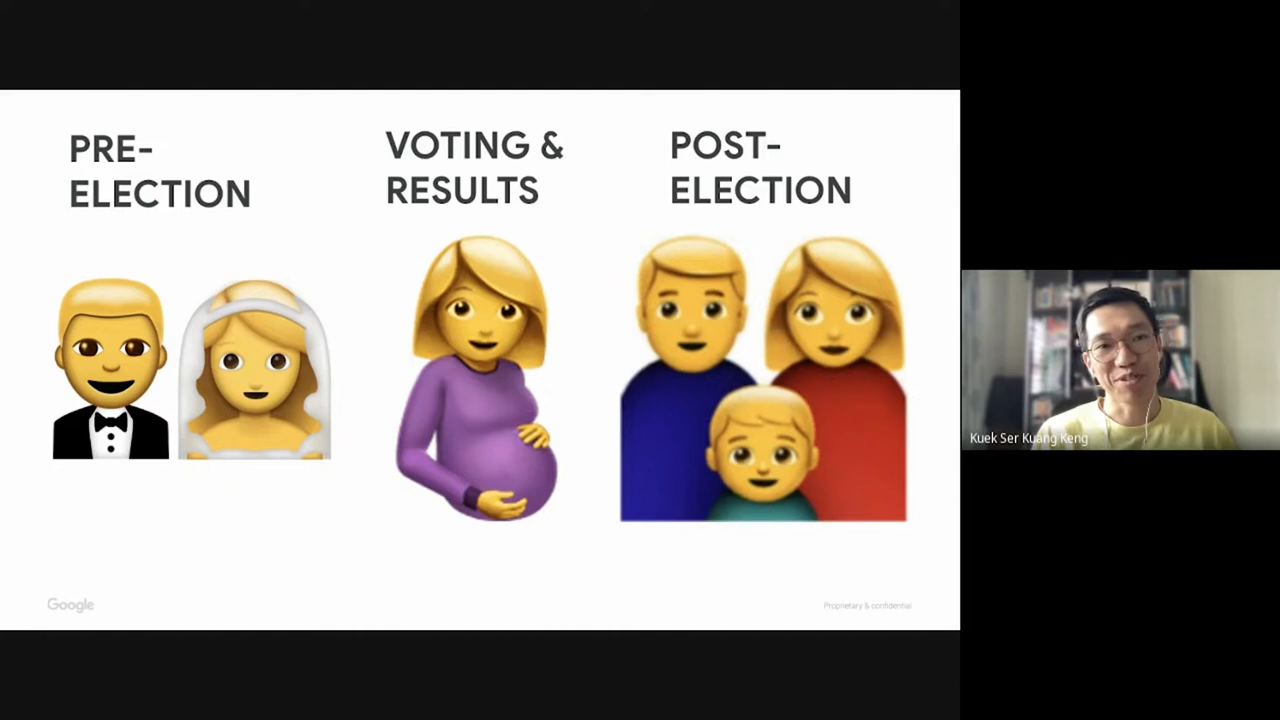 PRE-
ELECTION
VOTING &
RESULTS
POST-
ELECTION
Kuek Ser Kuang Keng
Google
Proprietary & confidential